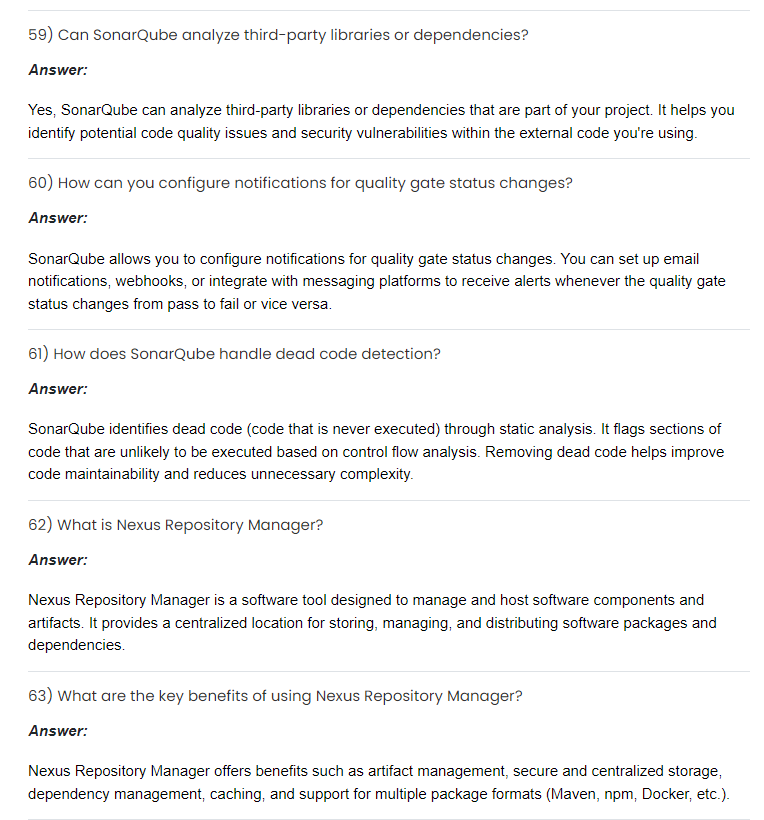 59) Can SonarQube analyze third-party libraries or dependencies?
Answer:
Yes, SonarQube can analyze third-party libraries or dependencies that are part of your project. It helps you
identify potential code quality issues and security vulnerabilities within the external code you're using.
60) How can you configure notifications for quality gate status changes?
Answer:
SonarQube allows you to configure notifications for quality gate status changes. You can set up email
notifications, webhooks, or integrate with messaging platforms to receive alerts whenever the quality gate
status changes from pass to fail or vice versa.
61) How does SonarQube handle dead code detection?
Answer:
SonarQube identifies dead code (code that is never executed) through static analysis. It flags sections of
code that are unlikely to be executed based on control flow analysis. Removing dead code helps improve
code maintainability and reduces unnecessary complexity.
62) What is Nexus Repository Manager?
Answer:
Nexus Repository Manager is a software tool designed to manage and host software components and
artifacts. It provides a centralized location for storing, managing, and distributing software packages and
dependencies.
63) What are the key benefits of using Nexus Repository Manager?
Answer:
Nexus Repository Manager offers benefits such as artifact management, secure and centralized storage,
dependency management, caching, and support for multiple package formats (Maven, npm, Docker, etc.).